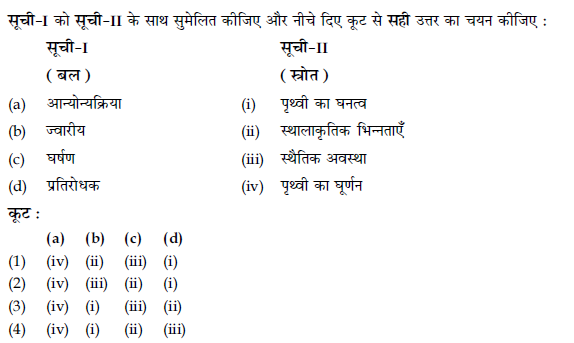 सूची-I को सूची-II के साथ सुमेलित कीजिए और नीचे दिए कूट से सही उत्तर का चयन कीजिए :
सूची-I सूची-II
( बल ) ( स्रोत )
(a) आन्योन्यक्रिया (i) पृथ्वी का घनत्व
(b) ज्वारीय (ii) स्थालाकृतिक भिन्नताएँ
(c) घर्षण (iii) स्थैतिक अवस्था
(d) प्रतिरोधक (iv) पृथ्वी का घूर्णन
कूट :
(a) (b) (c) (d)
(1) (iv) (ii) (iii) (i)
(2) (iv) (iii) (ii) (i)
(3) (iv) (i) (iii) (ii)
(4) (iv) (i) (ii) (iii)